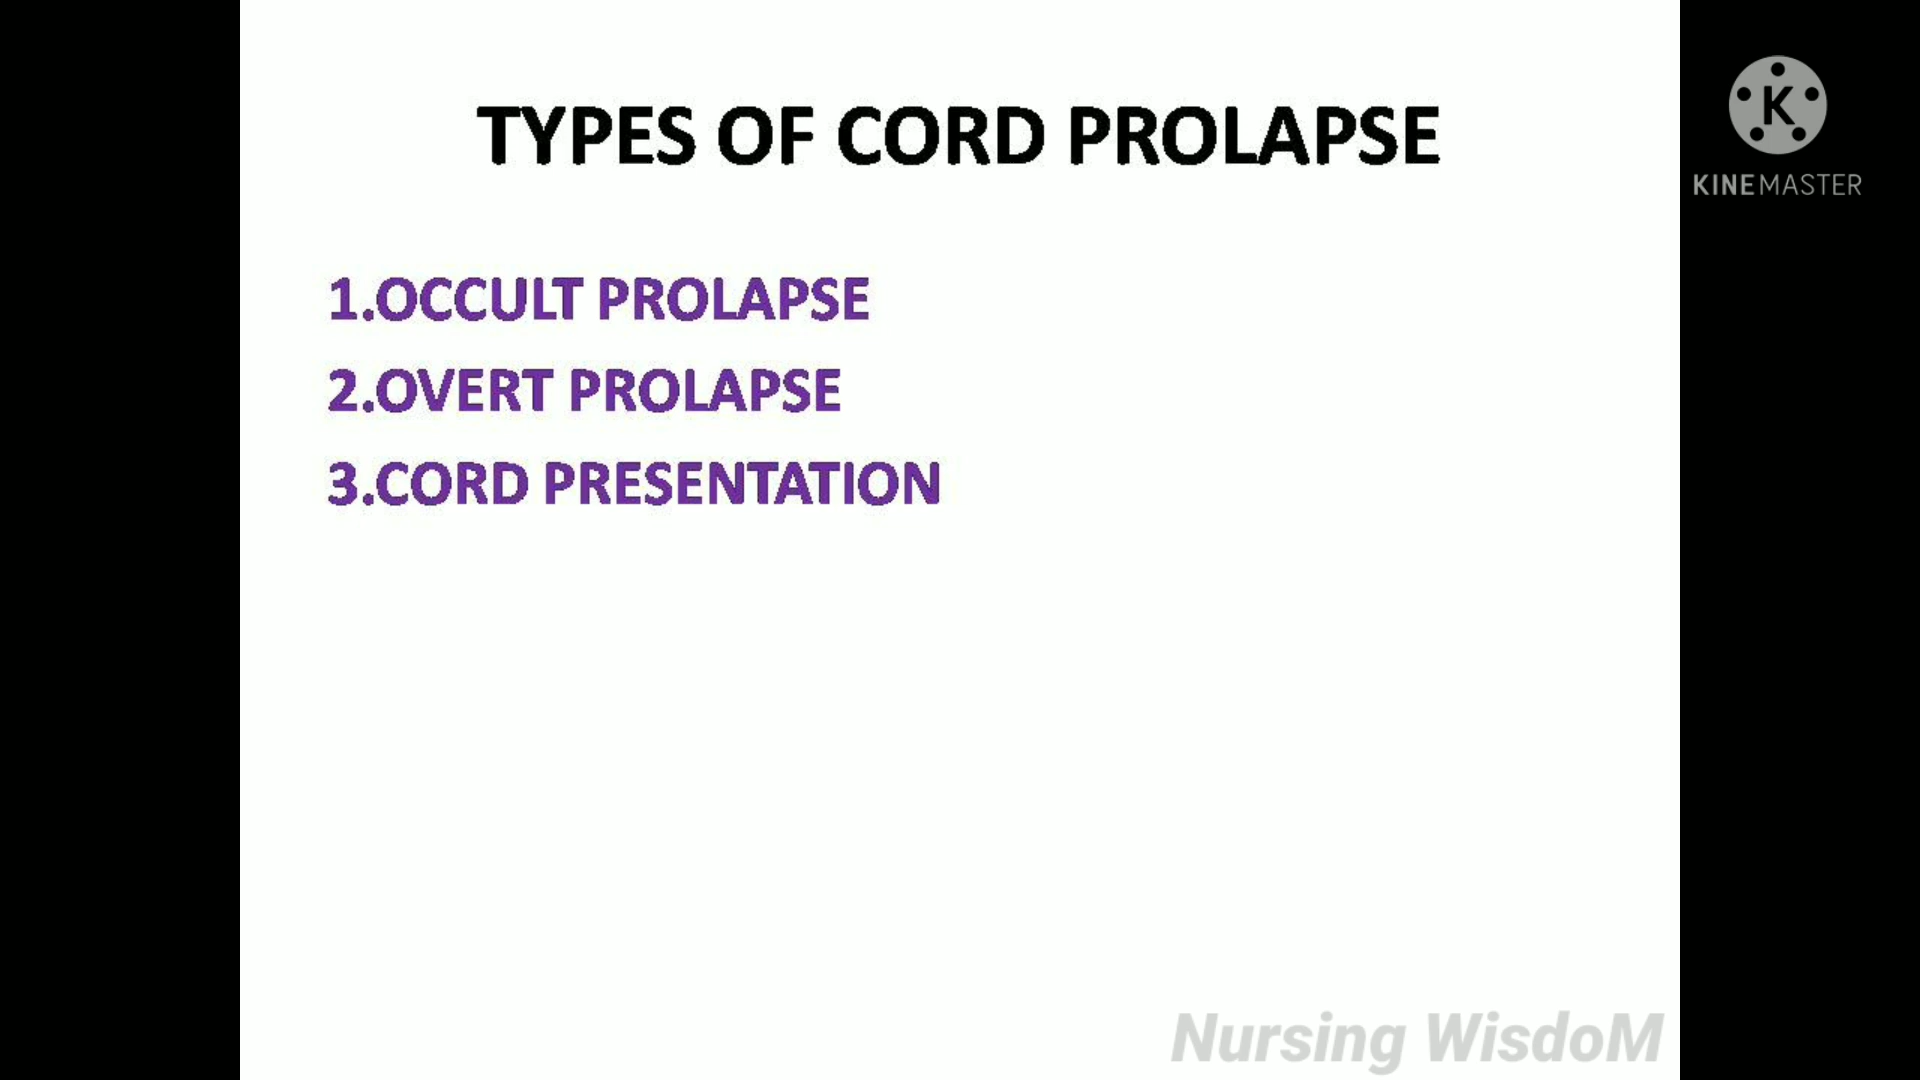 TYPES OF CORD PROLAPSE
K
KINEMASTER
1.OCCULT PROLAPSE
2.OVERT PROLAPSE
3.CORD PRESENTATION
Nursing WisdoM